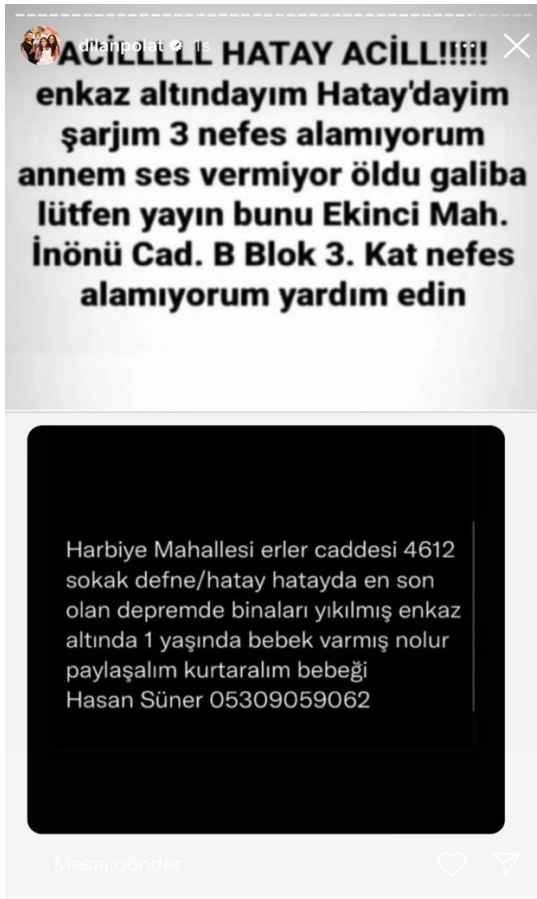 dilanpolat 1s
ACİLLLLL HATAY ACİLL!!!!!
enkaz altındayım Hatay'dayim
şarjım 3 nefes alamıyorum
annem ses vermiyor öldu galiba
lütfen yayın bunu Ekinci Mah.
İnönü Cad. B Blok 3. Kat nefes
alamıyorum yardım edin
Harbiye Mahallesi erler caddesi 4612
sokak defne/hatay hatayda en son
olan depremde binaları yıkılmış enkaz
altında 1 yaşında bebek varmış nolur
paylaşalım kurtaralım bebeği
Hasan Süner 05309059062
Mesaj gönder